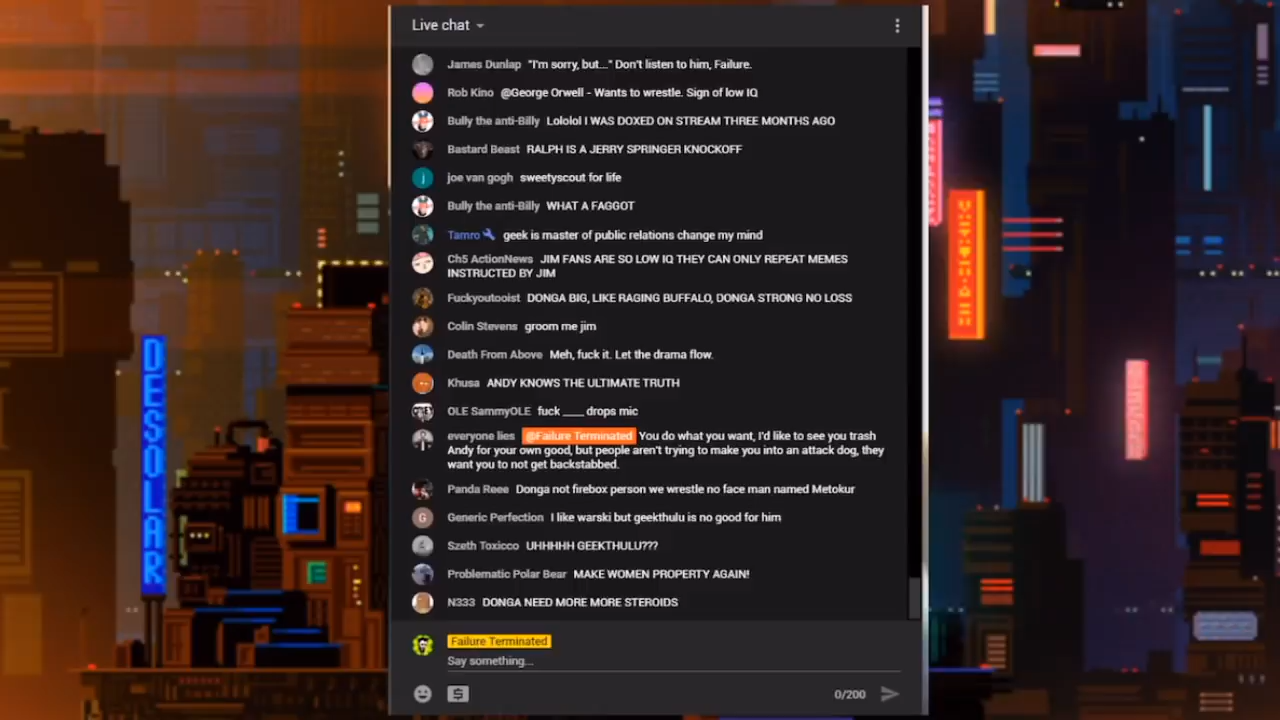 Live chat
James Dunlap "I'm sorry, but..." Don't listen to him, Failure.
Rob Kino @George Orwell - Wants to wrestle. Sign of low IQ
Bully the anti-Billy Lololol I WAS DOXED ON STREAM THREE MONTHS AGO
Bastard Beast RALPH IS A JERRY SPRINGER KNOCKOFF
joe van gogh sweetyscout for life
Bully the anti-Billy WHAT A FAGGOT
Tamro geek is master of public relations change my mind
Ch5 ActionNews JIM FANS ARE SO LOW IQ THEY CAN ONLY REPEAT MEMES
INSTRUCTED BY JIM
Fuckyoutooist DONGA BIG, LIKE RAGING BUFFALO, DONGA STRONG NO LOSS
Colin Stevens groom me jim
Death From Above Meh, fuck it. Let the drama flow.
Khusa ANDY KNOWS THE ULTIMATE TRUTH
OLE SammyOLE fuck ____ drops mic
everyone lies @Failure Terminated You do what you want, I'd like to see you trash
Andy for your own good, but people aren't trying to make you into an attack dog, they
want you to not get backstabbed.
Panda Reee Donga not firebox person we wrestle no face man named Metokur
G Generic Perfection I like warski but geekthulu is no good for him
Szeth Toxicco UHHHHH GEEKTHULU???
Problematic Polar Bear MAKE WOMEN PROPERTY AGAIN!
N333 DONGA NEED MORE MORE STEROIDS
Failure Terminated
Say something...
0/200
DESOLAR